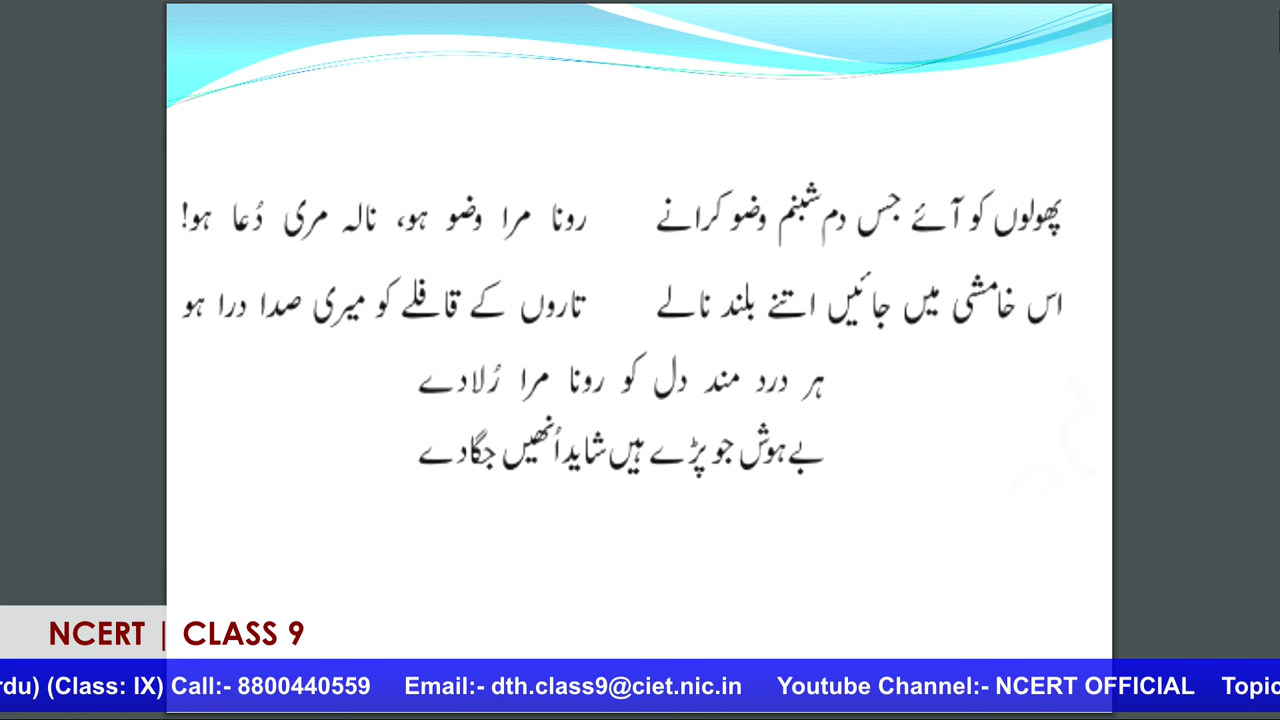 پھولوں کو آئے جس دم شبنم وضو کرانے رونا مرا وضو ہو، نالہ مری دُعا ہو!
اس خامشی میں جائیں اتنے بلند نالے تاروں کے قافلے کو میری صدا درا ہو
ہر درد مند دل کو رونا مرا رُلا دے
بے ہوش جو پڑے ہیں شاید اُنھیں جگا دے
NCERT | CLASS 9
rdu) (Class: IX) Call:- 8800440559 Email:- dth.class9@ciet.nic.in Youtube Channel:- NCERT OFFICIAL Topic